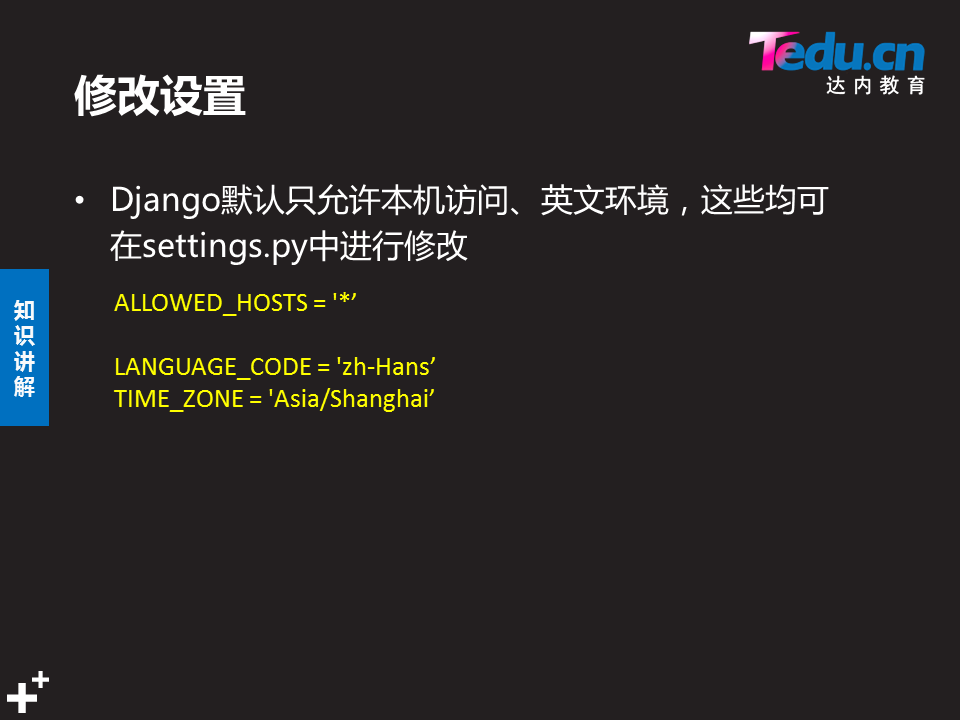 Tedu.cn
达内教育
修改设置
• Django默认只允许本机访问、英文环境，这些均可
在settings.py中进行修改
ALLOWED_HOSTS = '*’
LANGUAGE_CODE = 'zh-Hans’
TIME_ZONE = 'Asia/Shanghai’
知
识
讲
解